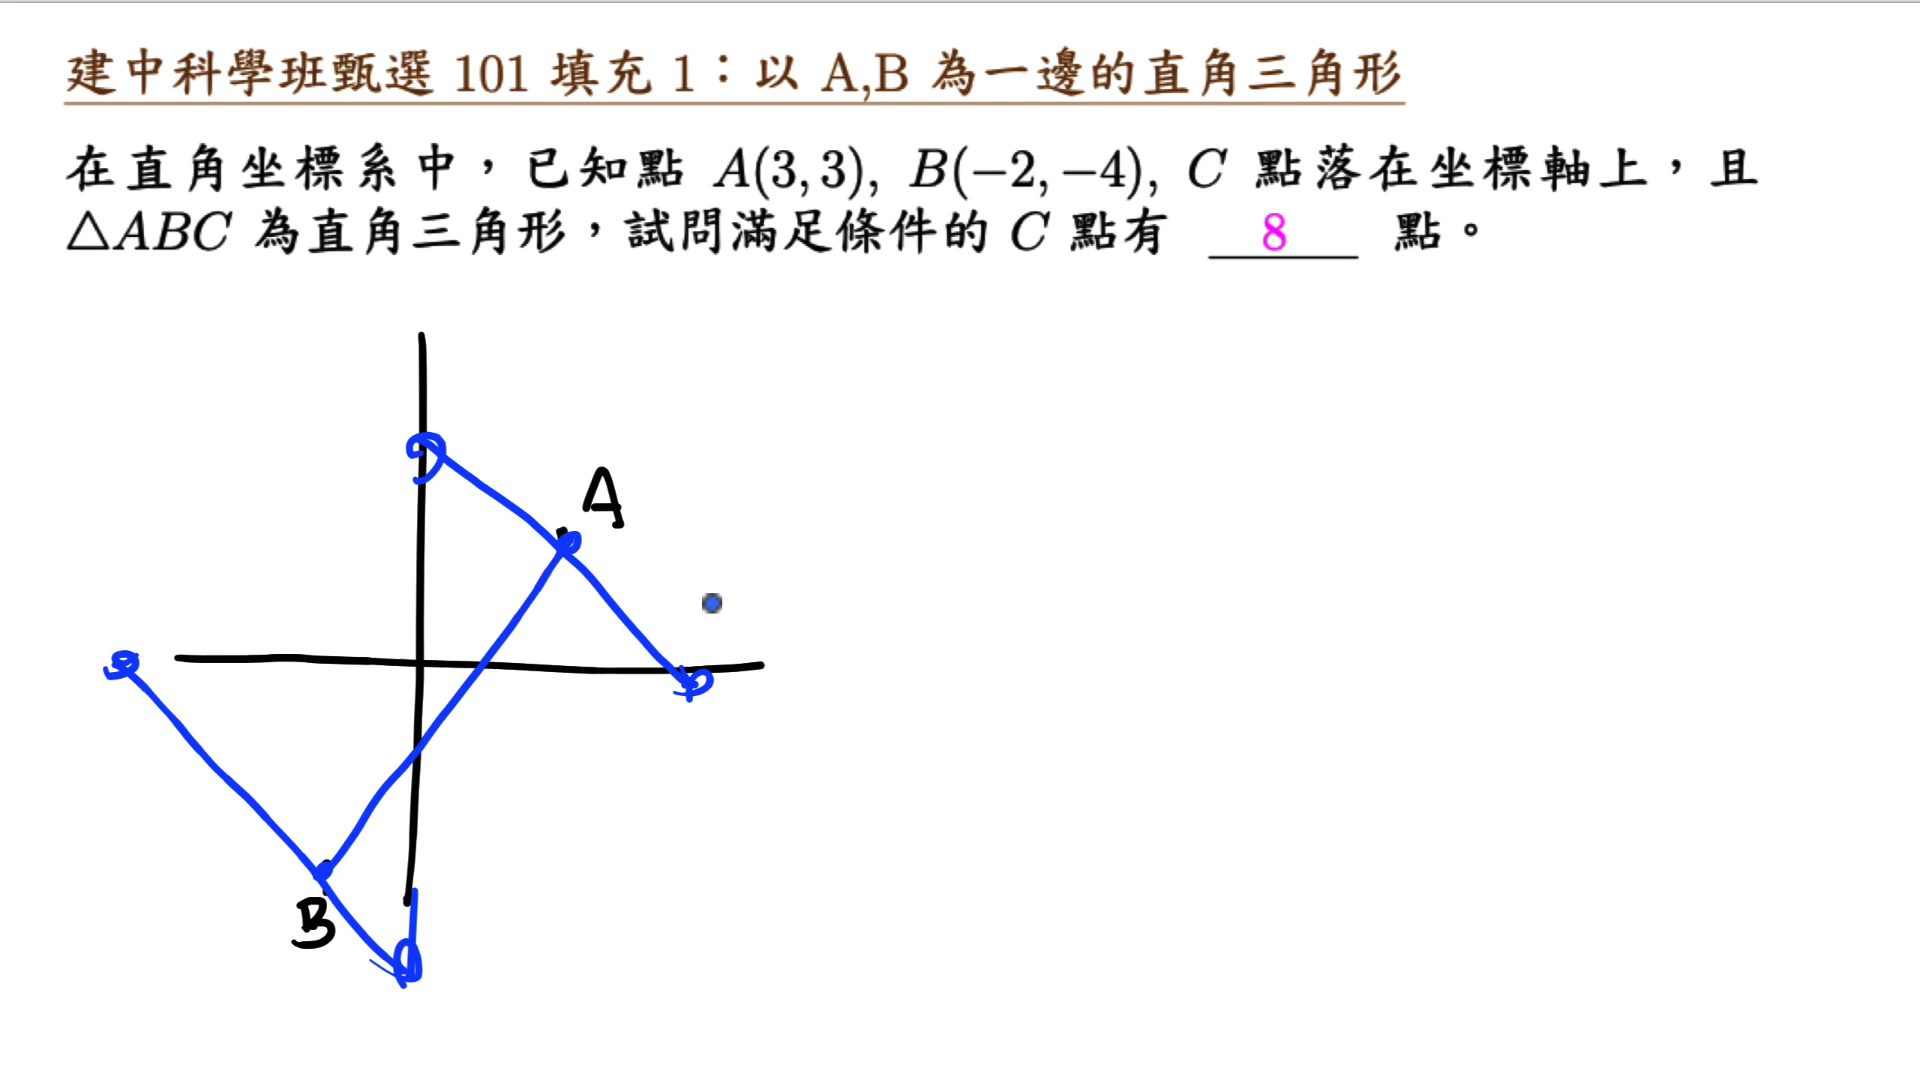 建中科學班甄選 101 填充 1：以 A,B 為一邊的直角三角形
在直角坐標系中，已知點 A(3,3), B(−2,−4), C 點落在坐標軸上，且
△ABC 為直角三角形，試問滿足條件的 C 點有 8 點。
A
B